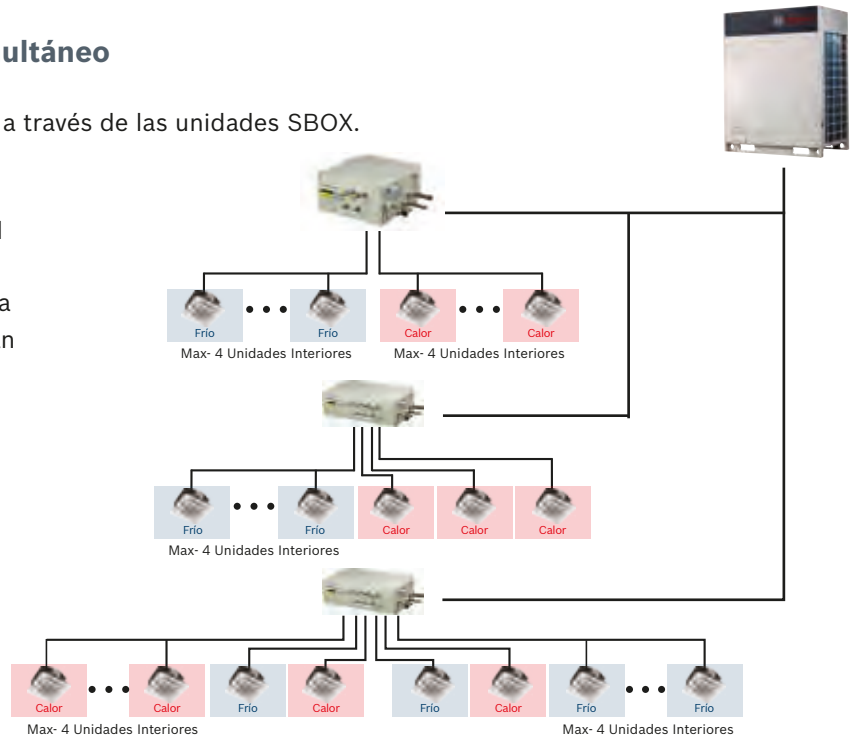 ultáneo
a través de las unidades SBOX.
l
a
n
Frío Frío Calor Calor
Max- 4 Unidades Interiores Max- 4 Unidades Interiores
Frío Frío Calor Calor Calor
Max- 4 Unidades Interiores
Calor Calor Frío Calor Frío Calor Frío Frío
Max- 4 Unidades Interiores Max- 4 Unidades Interiores